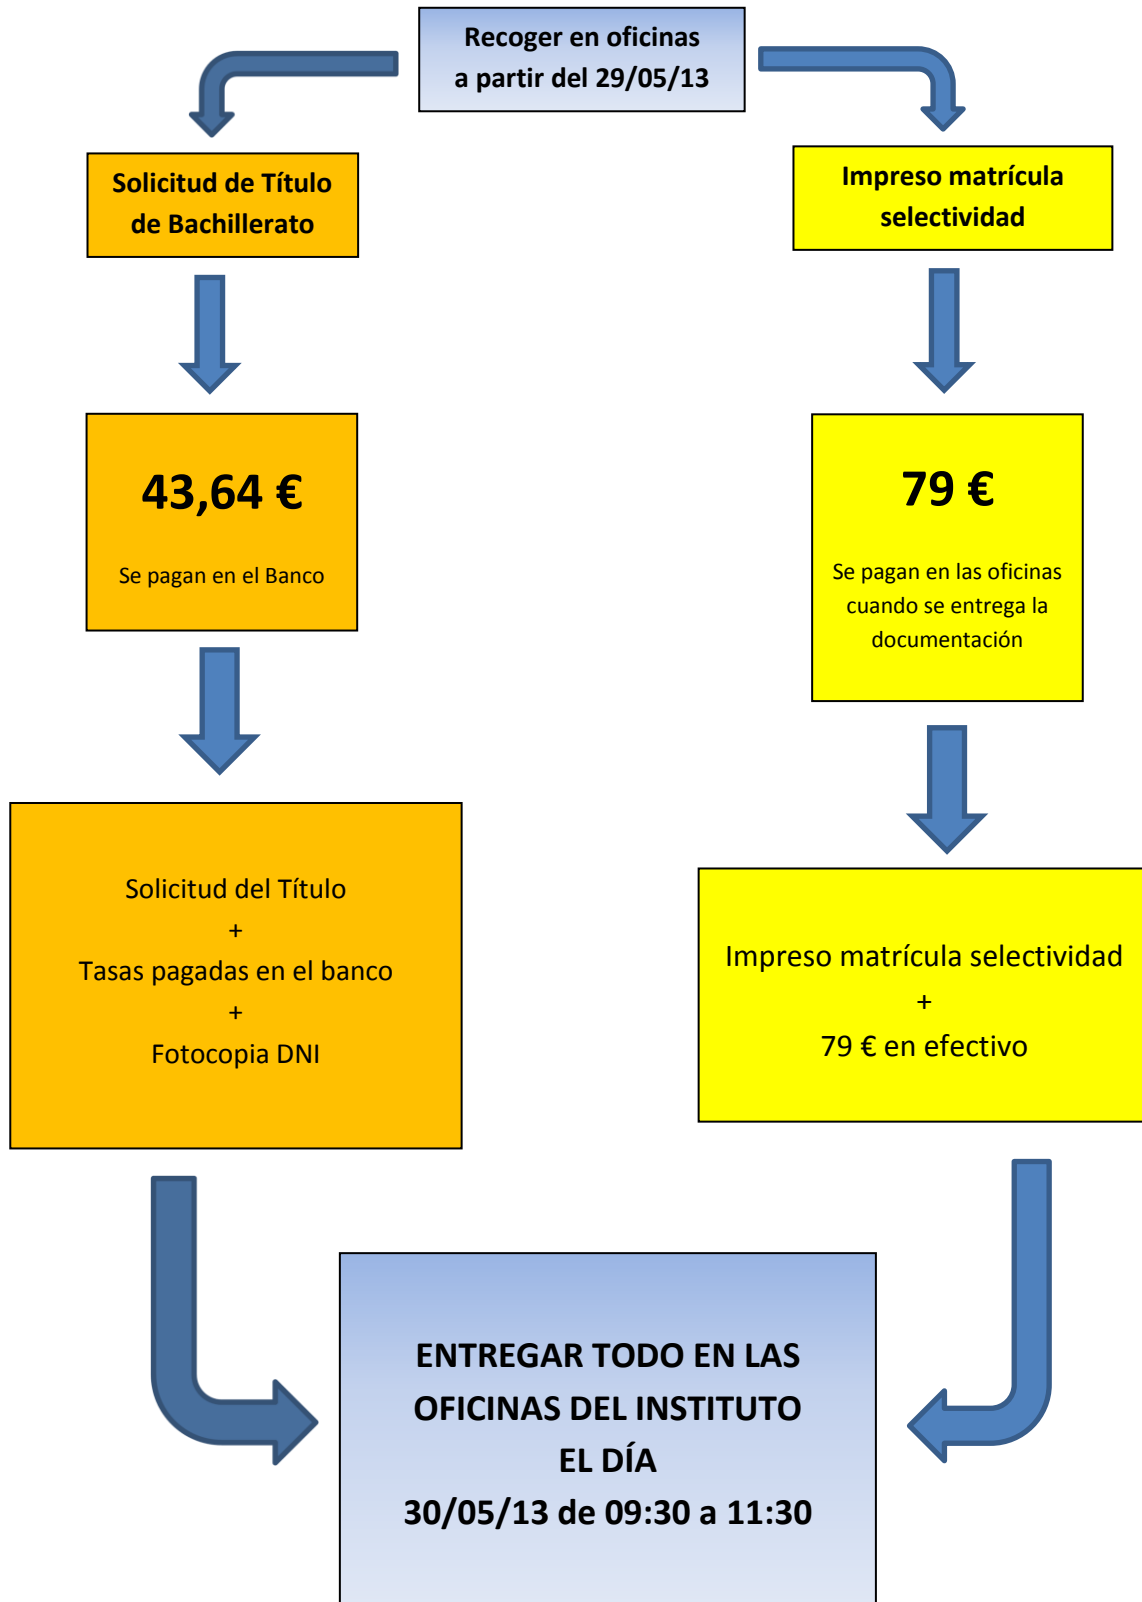 Recoger en oficinas
a partir del 29/05/13
Solicitud de Título
de Bachillerato
Impreso matrícula
selectividad
43,64 €
Se pagan en el Banco
79 €
Se pagan en las oficinas
cuando se entrega la
documentación
Solicitud del Título
+
Tasas pagadas en el banco
+
Fotocopia DNI
Impreso matrícula selectividad
+
79 € en efectivo
ENTREGAR TODO EN LAS
OFICINAS DEL INSTITUTO
EL DÍA
30/05/13 de 09:30 a 11:30